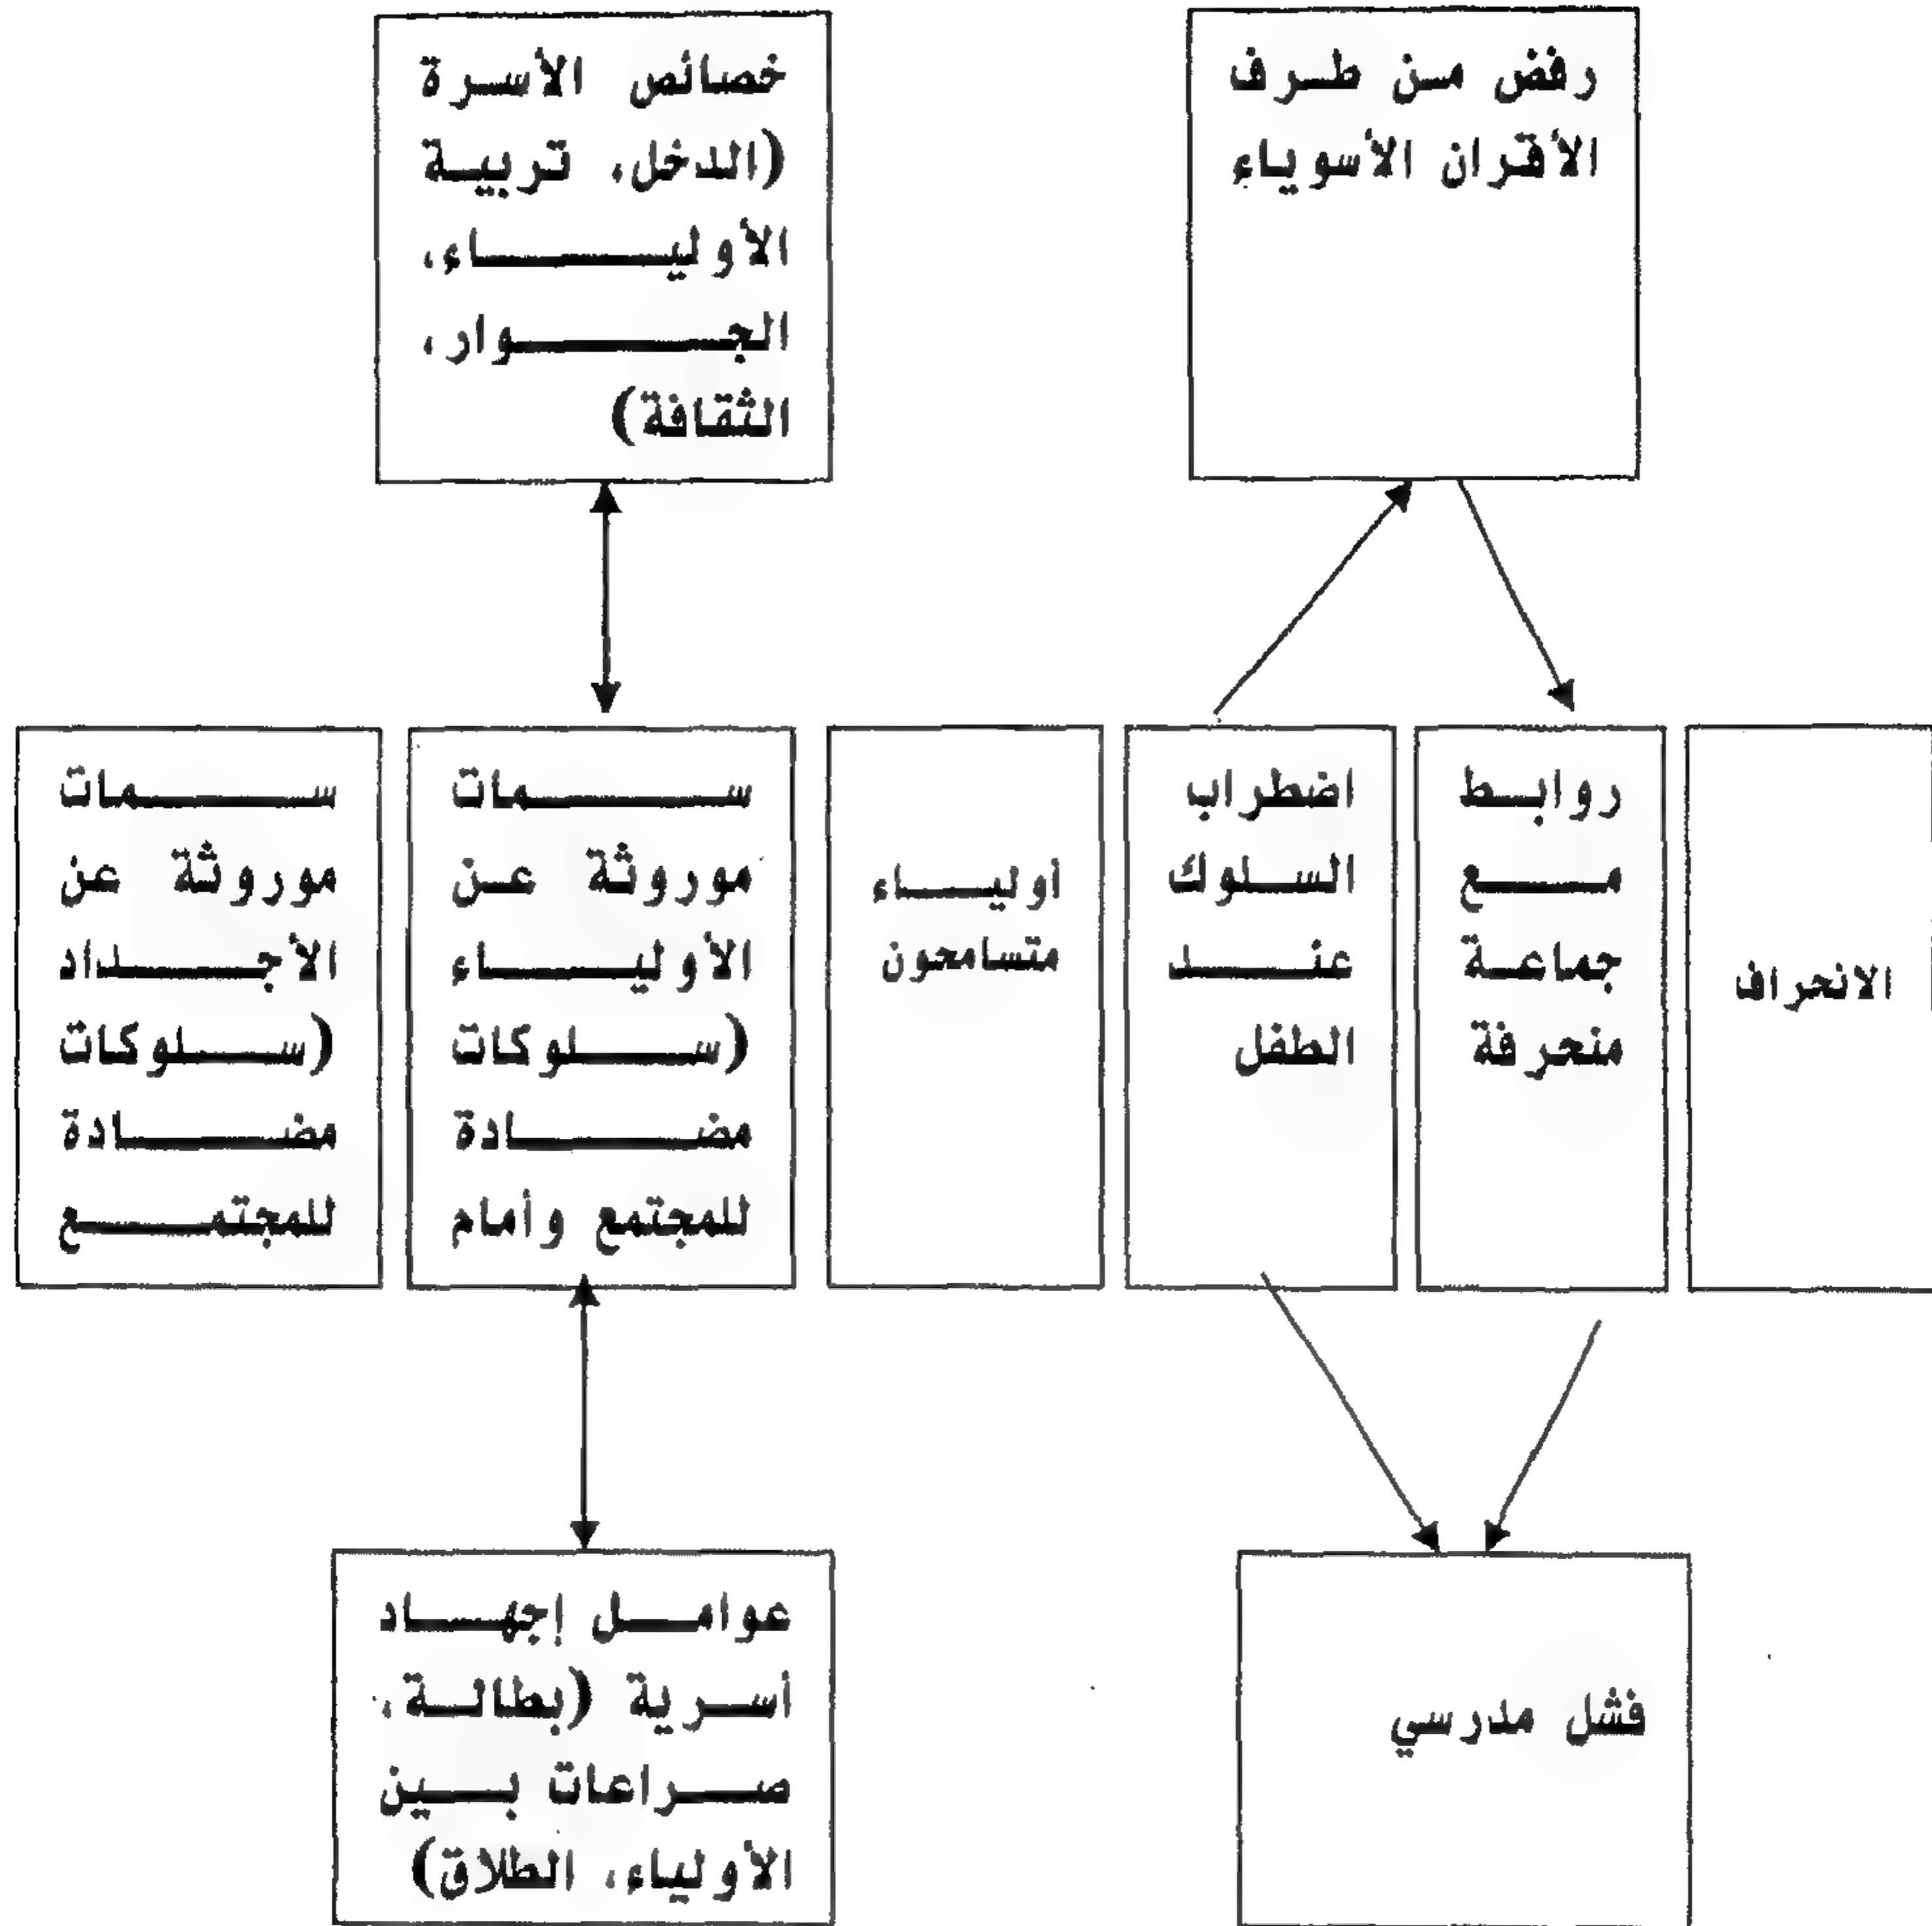 رفض من طرف
الأقران الأسوياء
خصائص الأسرة
(الدخل، تربية
الأولياء،
الجوار،
الثقافة)
الانحراف
روابط
مع
جماعة
منحرفة
اضطراب
السلوك
عند
الطفل
أولياء
متسامحون
سمات
موروثة عن
الأولياء
(سلوكات
مضادة
للمجتمع وأمام
سمات
موروثة عن
الأجداد
(سلوكات
مضادة
للمجتمع
فشل مدرسي
عوامل إجهاد
أسرية (بطالة،
صراعات بين
الأولياء، الطلاق)